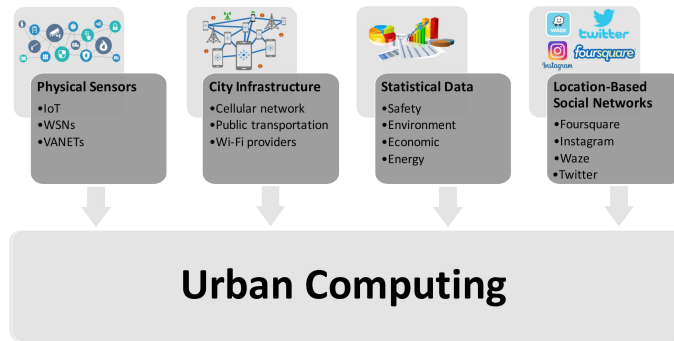 waze
twitter
Instagram
foursquare
Physical Sensors
•IoT
•WSNs
•VANETs
City Infrastructure
•Cellular network
•Public transportation
•Wi-Fi providers
Statistical Data
•Safety
•Environment
•Economic
•Energy
Location-Based
Social Networks
•Foursquare
•Instagram
•Waze
•Twitter
Urban Computing